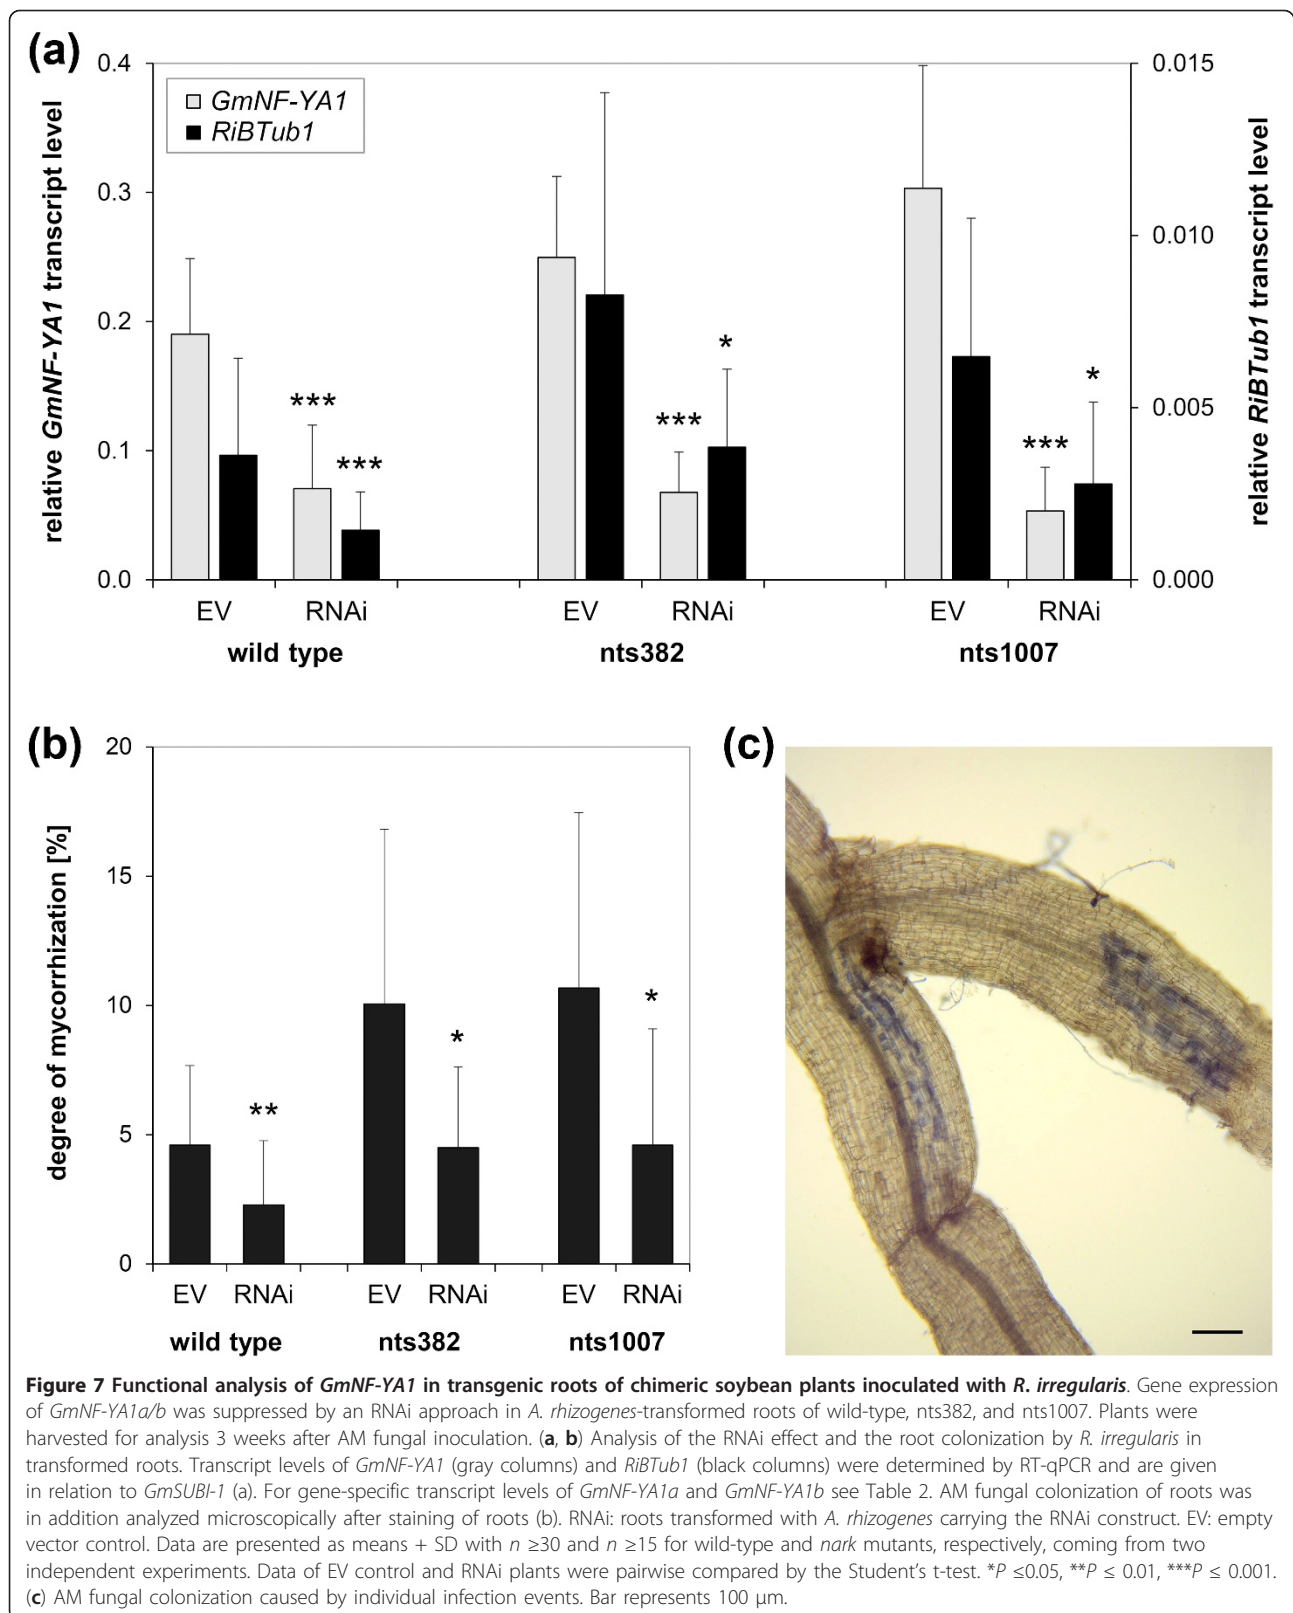 (a)
0.4
0.3
0.2
0.1
0.0
relative GmNF-YA1 transcript level
GmNF-YA1
RiBTub1
***
***
***
*
***
*
0.015
0.010
0.005
0.000
relative RiBTub1 transcript level
EV RNAi EV RNAi EV RNAi
wild type nts382 nts1007
(b)
20
15
10
5
0
degree of mycorrhization [%]
**
*
*
EV RNAi EV RNAi EV RNAi
wild type nts382 nts1007
(c)
Figure 7 Functional analysis of GmNF-YA1 in transgenic roots of chimeric soybean plants inoculated with R. irregularis. Gene expression
of GmNF-YA1a/b was suppressed by an RNAi approach in A. rhizogenes-transformed roots of wild-type, nts382, and nts1007. Plants were
harvested for analysis 3 weeks after AM fungal inoculation. (a, b) Analysis of the RNAi effect and the root colonization by R. irregularis in
transformed roots. Transcript levels of GmNF-YA1 (gray columns) and RiBTub1 (black columns) were determined by RT-qPCR and are given
in relation to GmSUBI-1 (a). For gene-specific transcript levels of GmNF-YA1a and GmNF-YA1b see Table 2. AM fungal colonization of roots was
in addition analyzed microscopically after staining of roots (b). RNAi: roots transformed with A. rhizogenes carrying the RNAi construct. EV: empty
vector control. Data are presented as means + SD with n ≥30 and n ≥15 for wild-type and nark mutants, respectively, coming from two
independent experiments. Data of EV control and RNAi plants were pairwise compared by the Student's t-test. *P ≤0.05, **P ≤ 0.01, ***P ≤ 0.001.
(c) AM fungal colonization caused by individual infection events. Bar represents 100 μm.